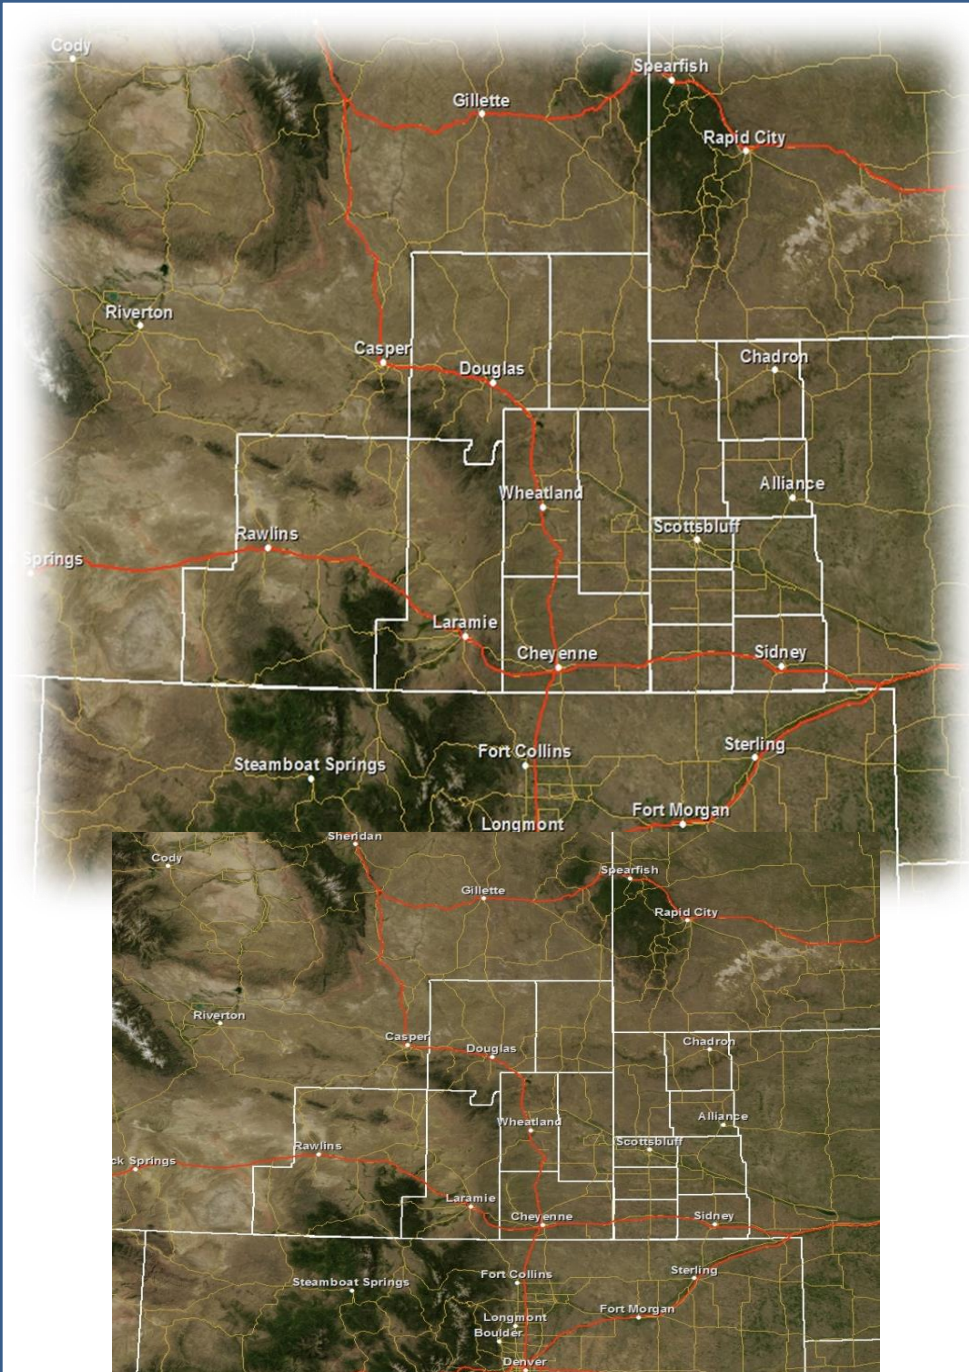 Cody
Spearfish
Gillette
Rapid City
Riverton
Casper
Chadron
Douglas
Alliance
Wheatland
Scottsbluff
Rawlins
Springs
Laramie
Cheyenne
Sidney
Fort Collins
Sterling
Steamboat Springs
Fort Morgan
Longmont
Sheridan
Cody
Spearfish
Gillette
Rapid City
Riverton
Casper
Douglas
Chadron
Alliance
Wheatland
Scottsbluff
Rawlins
ck Springs
Laramie
Cheyenne
Sidney
Sterling
Fort Collins
Steamboat Springs
Fort Morgan
Longmont
Boulder
Denver